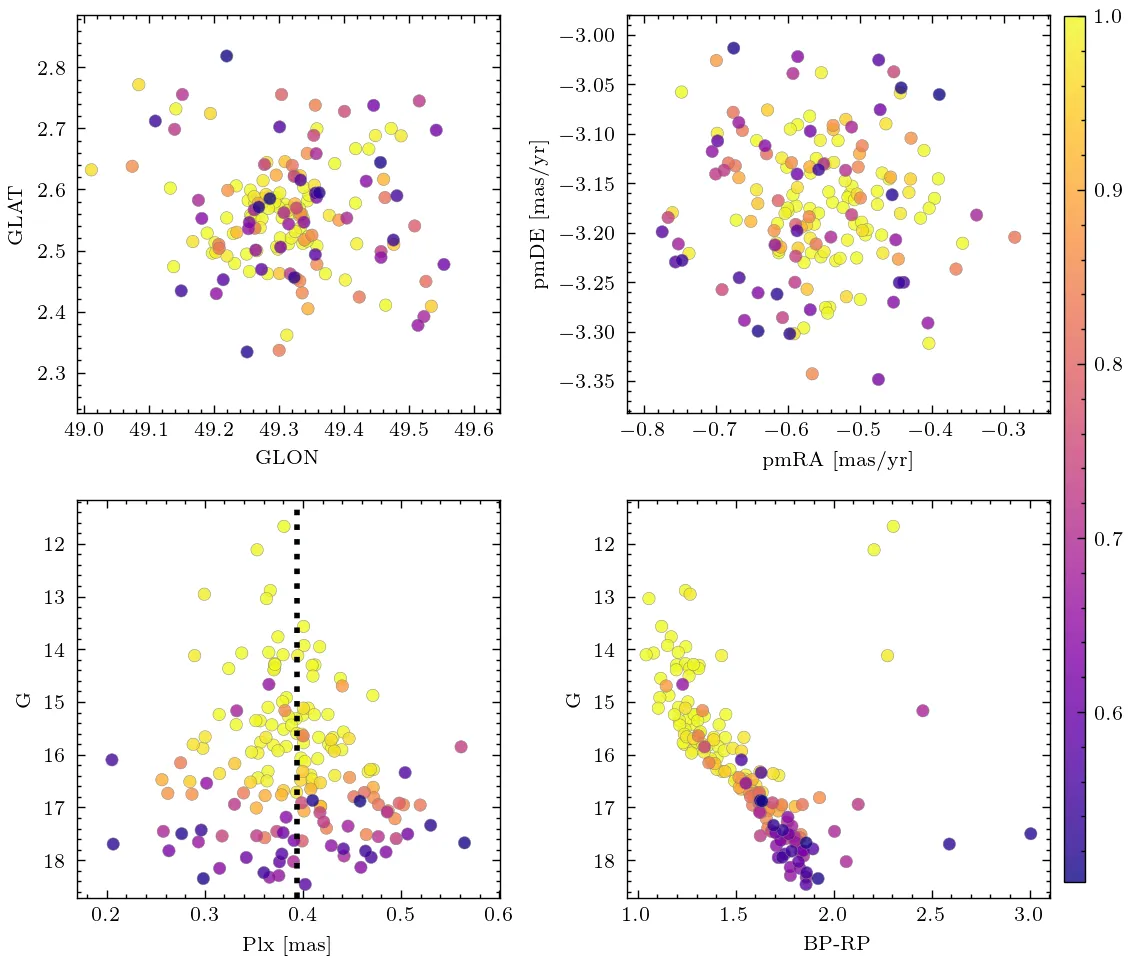 2.8
2.7
2.6
2.5
2.4
2.3
GLAT
49.0 49.1 49.2 49.3 49.4 49.5 49.6
GLON
−3.00
−3.05
−3.10
−3.15
−3.20
−3.25
−3.30
−3.35
pmDE [mas/yr]
−0.8 −0.7 −0.6 −0.5 −0.4 −0.3
pmRA [mas/yr]
1.0
0.9
0.8
0.7
0.6
12
13
14
15
16
17
18
G
0.2 0.3 0.4 0.5 0.6
Plx [mas]
12
13
14
15
16
17
18
G
1.0 1.5 2.0 2.5 3.0
BP-RP